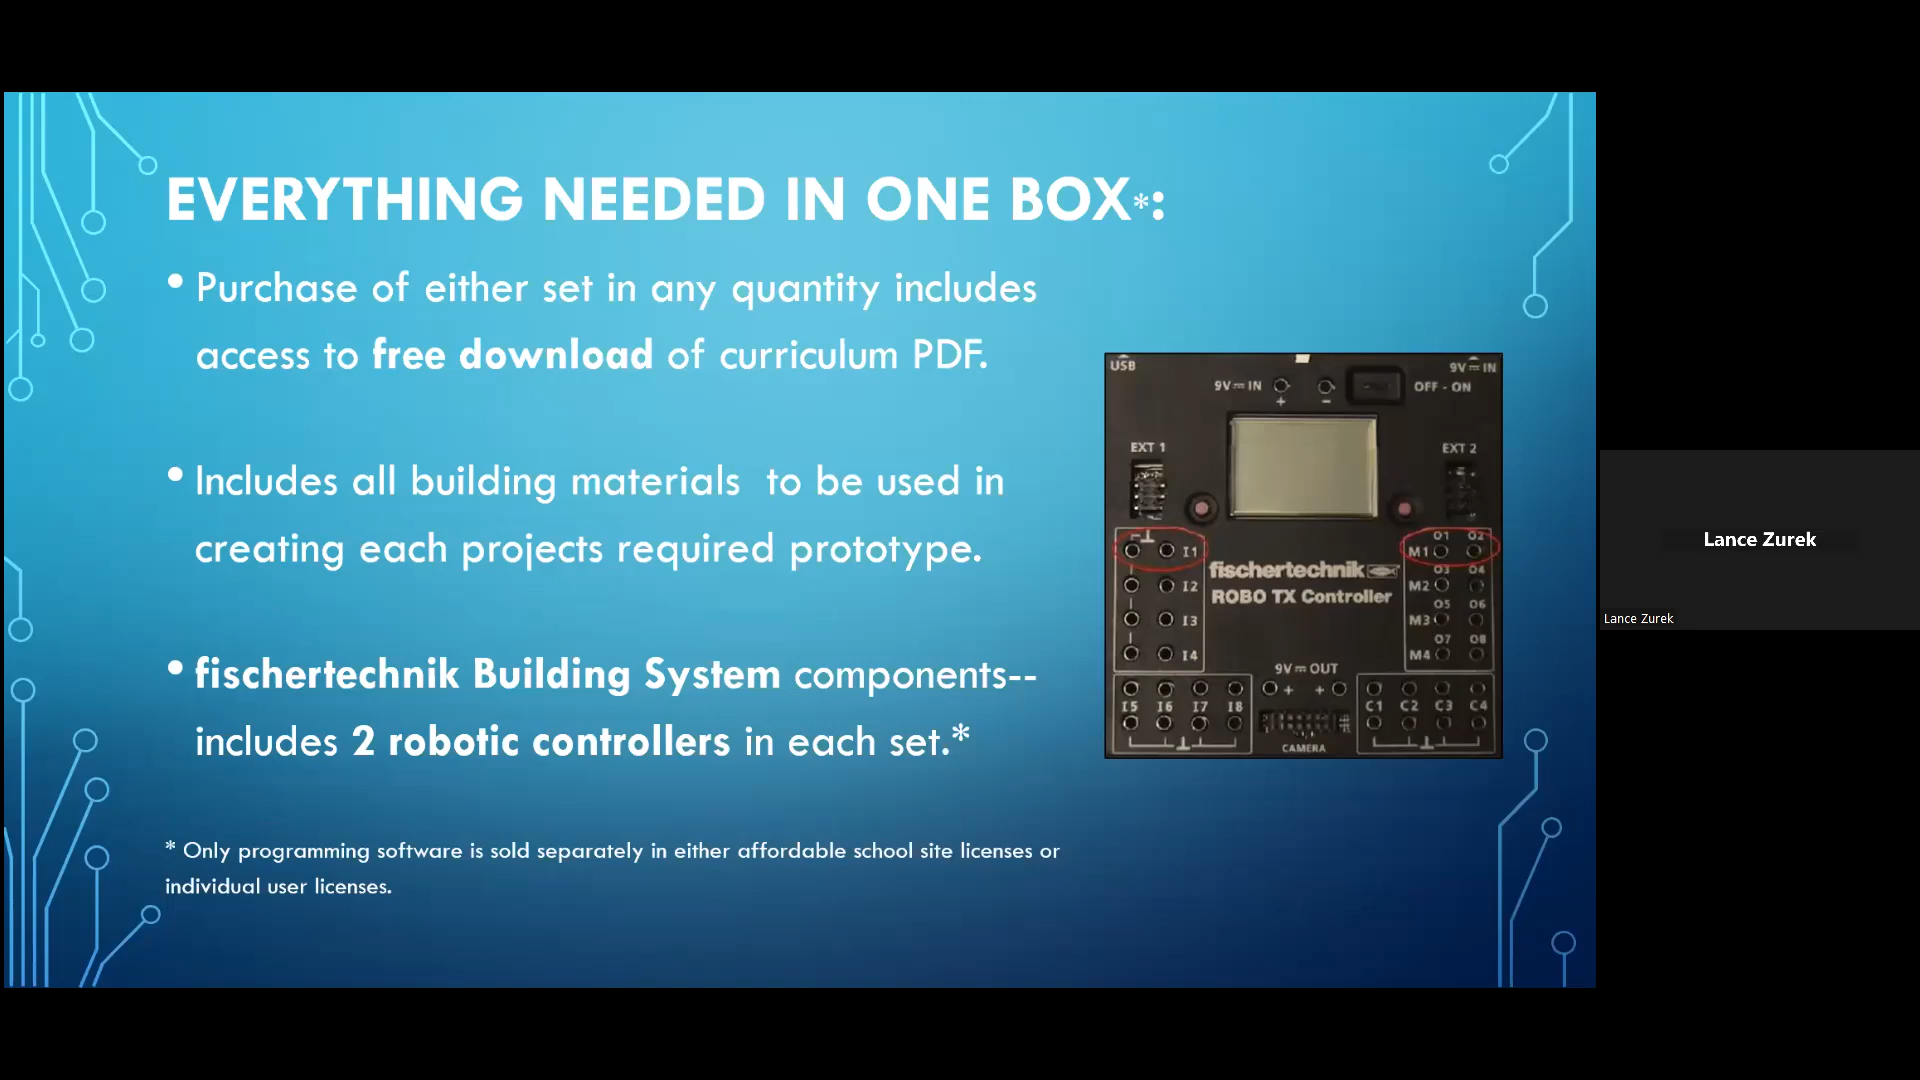 EVERYTHING NEEDED IN ONE BOX*:
• Purchase of either set in any quantity includes
access to free download of curriculum PDF.
• Includes all building materials  to be used in
creating each projects required prototype.
• fischertechnik Building System components--
includes 2 robotic controllers in each set.*
* Only programming software is sold separately in either affordable school site licenses or
individual user licenses.
USB
9V IN
9V IN
OFF - ON
+
−
EXT 1
EXT 2
I1
M1
O1 O2
fischertechnik
ROBO TX Controller
I2
M2
O3 O4
I3
M3
O5 O6
I4
M4
O7 O8
9V OUT
+ +
I5 I6 I7 I8
C1 C2 C3 C4
CAMERA
Lance Zurek
Lance Zurek